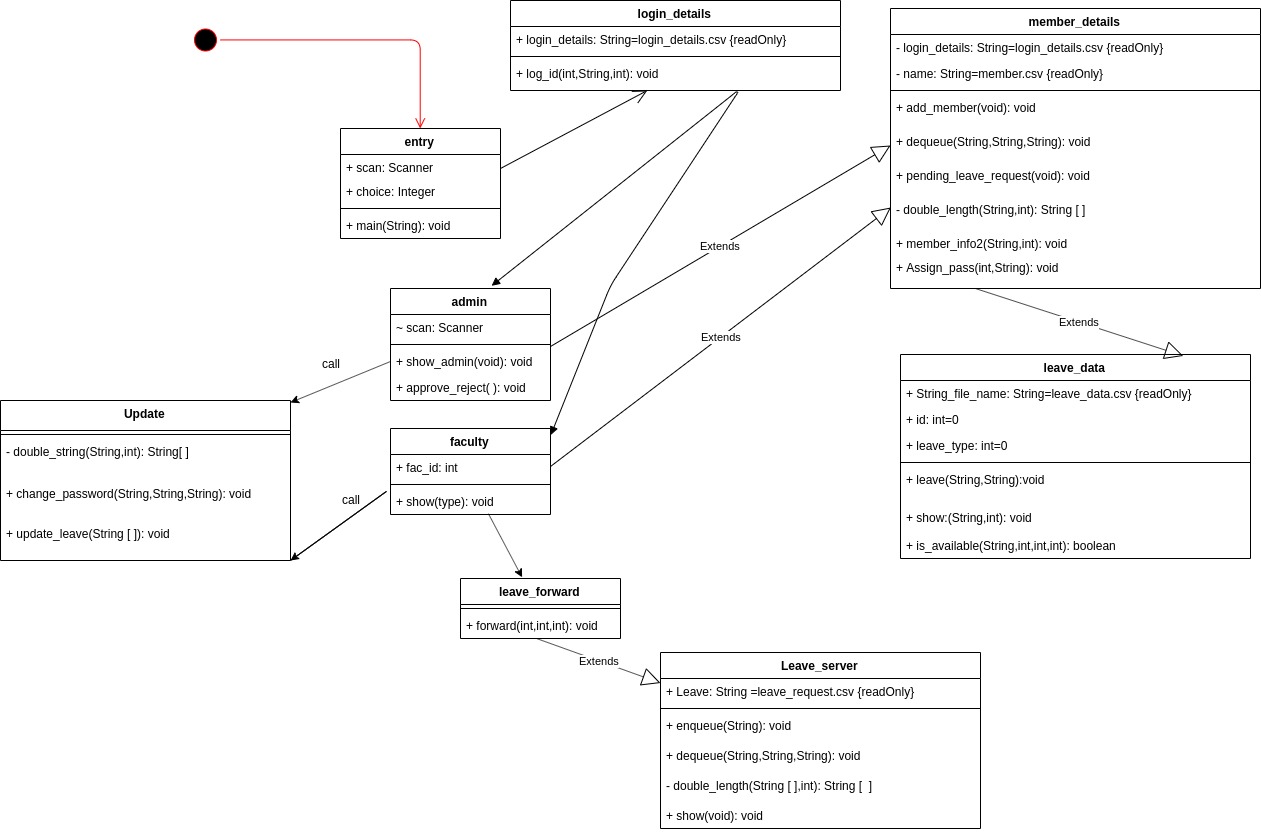 login_details
+ login_details: String=login_details.csv {readOnly}
+ log_id(int,String,int): void
member_details
- login_details: String=login_details.csv {readOnly}
- name: String=member.csv {readOnly}
+ add_member(void): void
+ dequeue(String,String,String): void
+ pending_leave_request(void): void
- double_length(String,int): String [ ]
+ member_info2(String,int): void
+ Assign_pass(int,String): void
entry
+ scan: Scanner
+ choice: Integer
+ main(String): void
Extends
Extends
Extends
admin
~ scan: Scanner
+ show_admin(void): void
+ approve_reject( ): void
call
leave_data
+ String_file_name: String=leave_data.csv {readOnly}
+ id: int=0
+ leave_type: int=0
+ leave(String,String):void
+ show:(String,int): void
+ is_available(String,int,int,int): boolean
Update
- double_string(String,int): String[ ]
+ change_password(String,String,String): void
+ update_leave(String [ ]): void
faculty
+ fac_id: int
+ show(type): void
call
leave_forward
+ forward(int,int,int): void
Extends
Leave_server
+ Leave: String =leave_request.csv {readOnly}
+ enqueue(String): void
+ dequeue(String,String,String): void
- double_length(String [ ],int): String [  ]
+ show(void): void